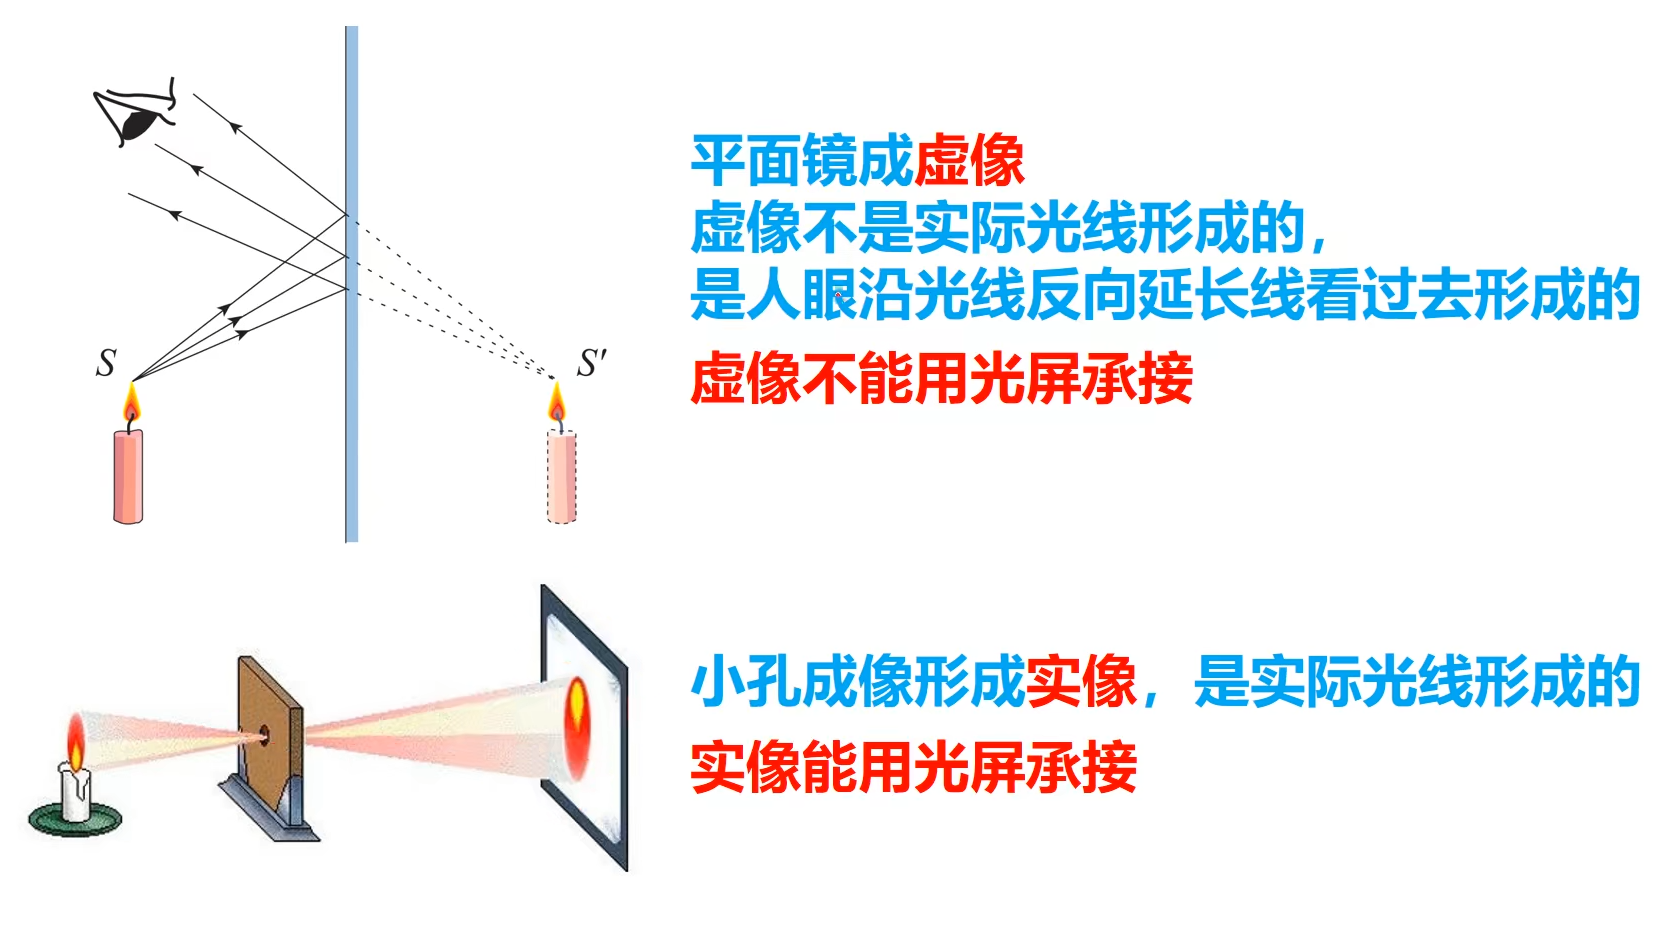 平面镜成虚像
虚像不是实际光线形成的，
是人眼沿光线反向延长线看过去形成的
虚像不能用光屏承接
S
S′
小孔成像形成实像，是实际光线形成的
实像能用光屏承接